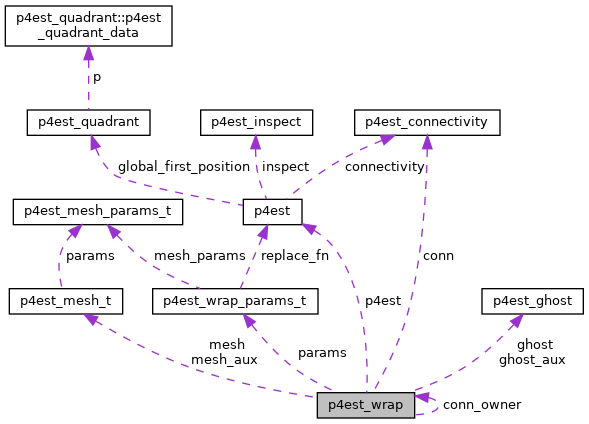 p4est_quadrant::p4est
_quadrant_data
p
p4est_quadrant
p4est_inspect
p4est_connectivity
global_first_position
inspect
connectivity
p4est_mesh_params_t
p4est
params
mesh_params
replace_fn
conn
p4est_mesh_t
p4est_wrap_params_t
p4est
p4est_ghost
mesh
mesh_aux
params
ghost
ghost_aux
p4est_wrap
conn_owner